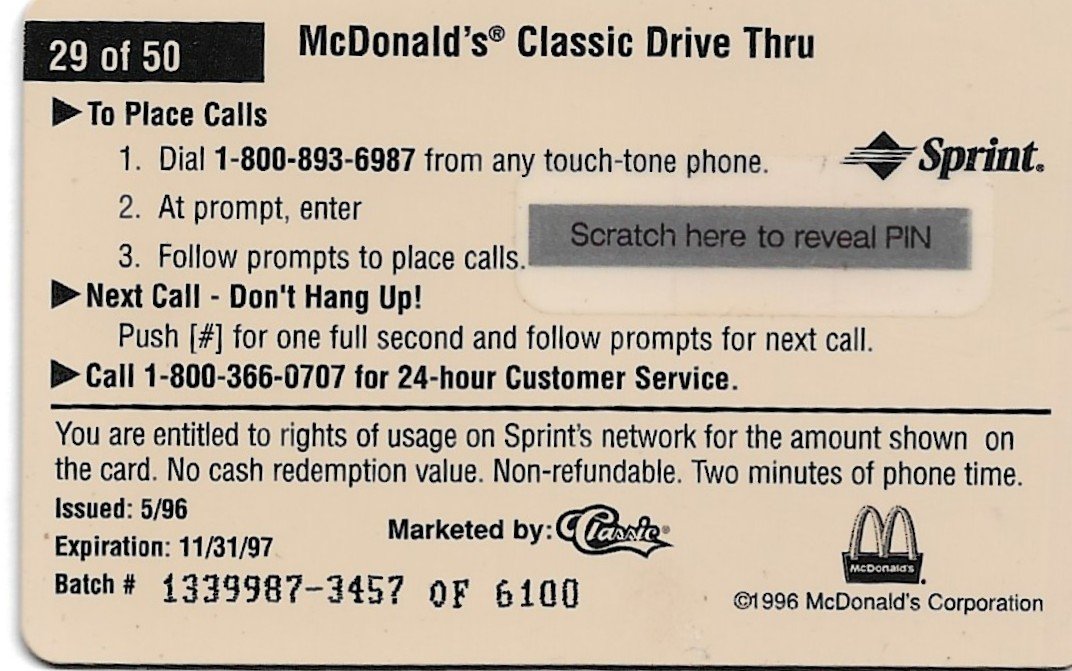 29 of 50
McDonald's® Classic Drive Thru
▶To Place Calls
1. Dial 1-800-893-6987 from any touch-tone phone.
Sprint®
2. At prompt, enter
Scratch here to reveal PIN
3. Follow prompts to place calls.
▶Next Call - Don't Hang Up!
Push [#] for one full second and follow prompts for next call.
▶Call 1-800-366-0707 for 24-hour Customer Service.
You are entitled to rights of usage on Sprint's network for the amount shown on
the card. No cash redemption value. Non-refundable. Two minutes of phone time.
Issued: 5/96
Marketed by: Classic®
Expiration: 11/31/97
McDonald's®
Batch # 1339987-3457 OF 6100
©1996 McDonald's Corporation